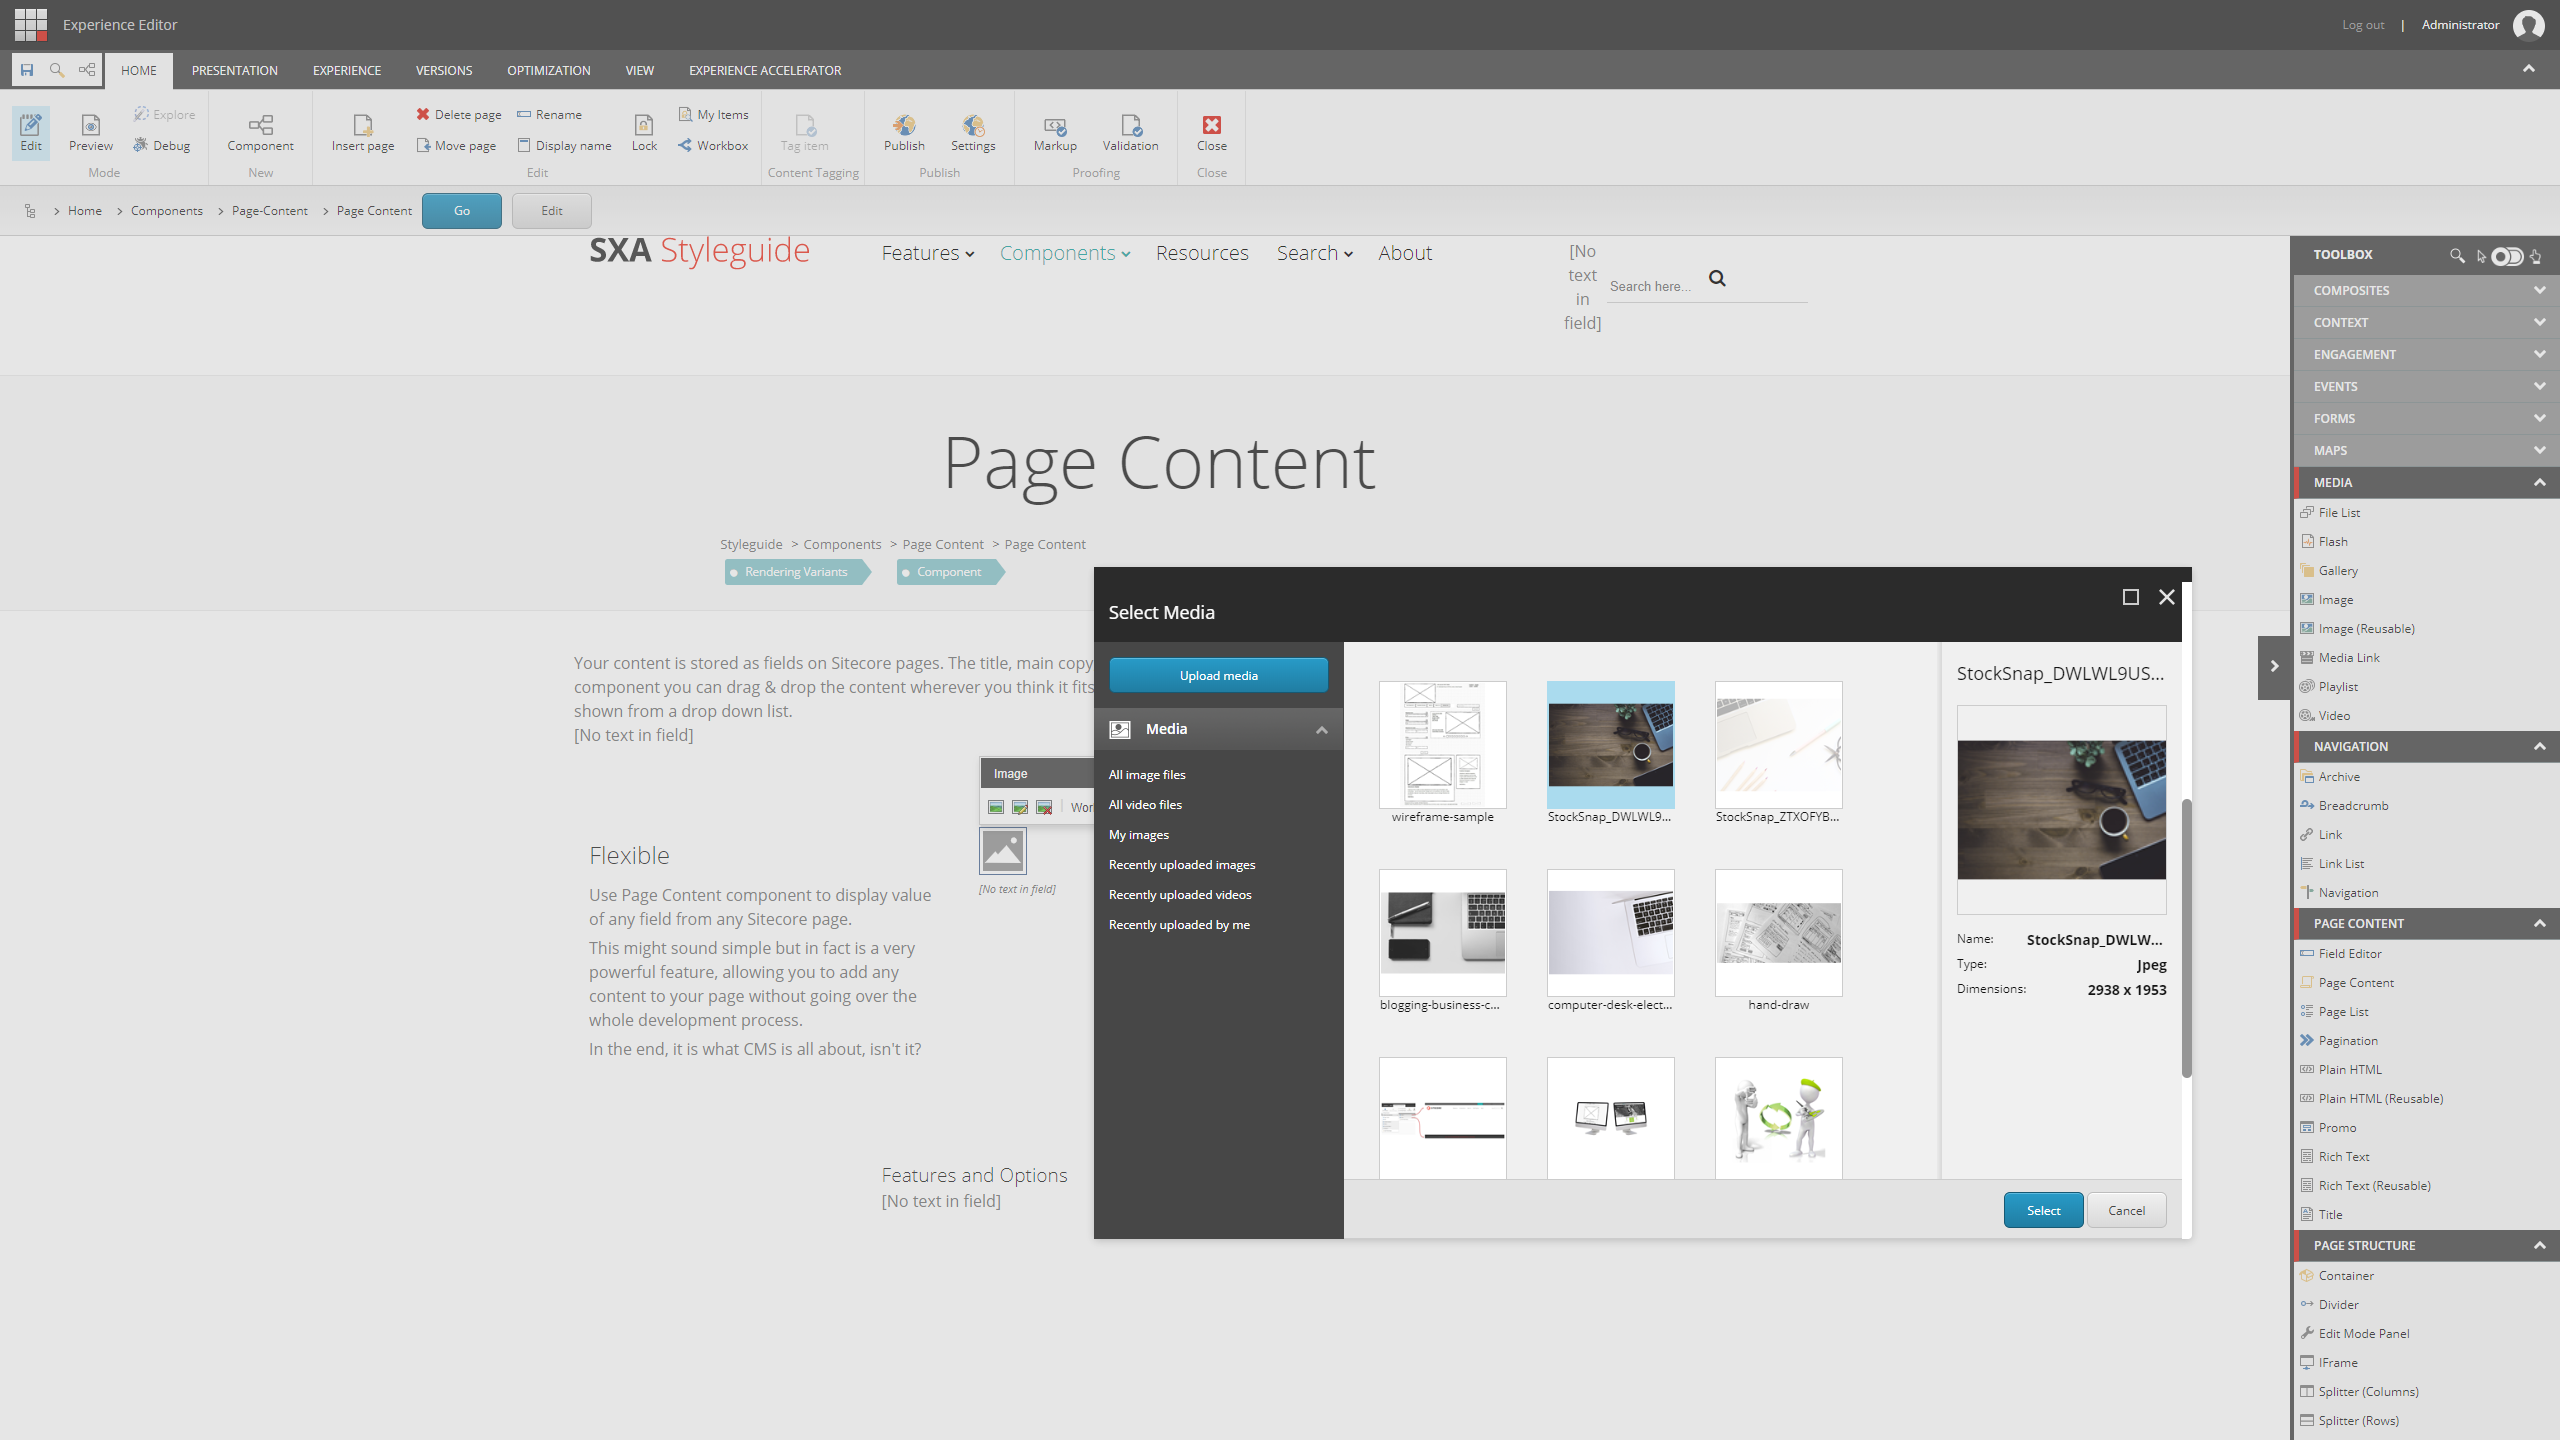 Experience Editor
Log out | Administrator
HOME PRESENTATION EXPERIENCE VERSIONS OPTIMIZATION VIEW EXPERIENCE ACCELERATOR
Edit Preview Explore Debug
Mode
Component
New
Insert page Delete page Move page Rename Display name Lock My Items Workbox
Edit
Tag item
Content Tagging
Publish Settings
Publish
Markup Validation
Proofing
Close
Close
> Home > Components > Page-Content > Page Content Go Edit
SXA Styleguide
Features Components Resources Search About
[No
text
in
field]
Search here...
Page Content
Styleguide > Components > Page Content > Page Content
Rendering Variants Component
Your content is stored as fields on Sitecore pages. The title, main copy
component you can drag & drop the content wherever you think it fits
shown from a drop down list.
[No text in field]
Image
Wor
[No text in field]
Flexible
Use Page Content component to display value
of any field from any Sitecore page.
This might sound simple but in fact is a very
powerful feature, allowing you to add any
content to your page without going over the
whole development process.
In the end, it is what CMS is all about, isn't it?
Features and Options
[No text in field]
Select Media
Upload media
Media
All image files
All video files
My images
Recently uploaded images
Recently uploaded videos
Recently uploaded by me
wireframe-sample StockSnap_DWLWL9... StockSnap_ZTXOFYB...
blogging-business-c... computer-desk-elect... hand-draw
StockSnap_DWLWL9US...
Name: StockSnap_DWLW...
Type: Jpeg
Dimensions: 2938 x 1953
Select Cancel
TOOLBOX
COMPOSITES
CONTEXT
ENGAGEMENT
EVENTS
FORMS
MAPS
MEDIA
File List
Flash
Gallery
Image
Image (Reusable)
Media Link
Playlist
Video
NAVIGATION
Archive
Breadcrumb
Link
Link List
Navigation
PAGE CONTENT
Field Editor
Page Content
Page List
Pagination
Plain HTML
Plain HTML (Reusable)
Promo
Rich Text
Rich Text (Reusable)
Title
PAGE STRUCTURE
Container
Divider
Edit Mode Panel
IFrame
Splitter (Columns)
Splitter (Rows)